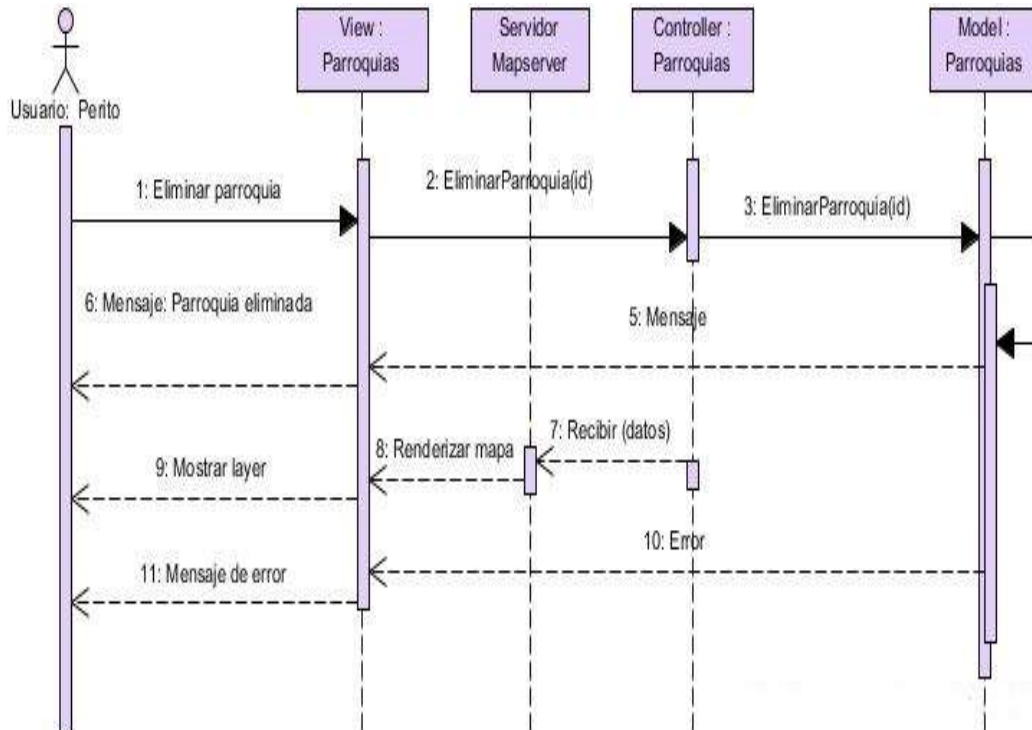 View :
Parroquias
Servidor
Mapserver
Controller :
Parroquias
Model :
Parroquias
Usuario: Perito
1: Eliminar parroquia
2: EliminarParroquia(id)
3: EliminarParroquia(id)
6: Mensaje: Parroquia eliminada
5: Mensaje
7: Recibir (datos)
8: Renderizar mapa
9: Mostrar layer
10: Error
11: Mensaje de error